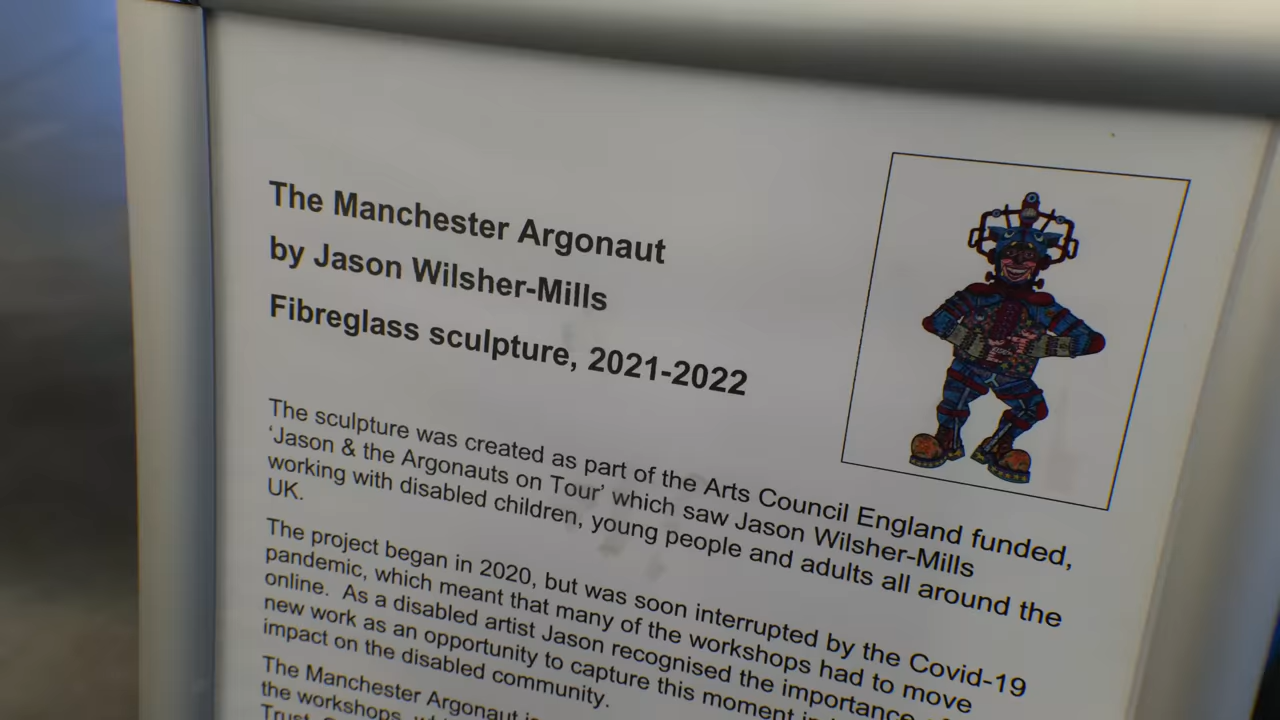 The Manchester Argonaut
by Jason Wilsher-Mills
Fibreglass sculpture, 2021-2022
The sculpture was created as part of the Arts Council England funded,
‘Jason & the Argonauts on Tour’ which saw Jason Wilsher-Mills
working with disabled children, young people and adults all around the
UK.
The project began in 2020, but was soon interrupted by the Covid-19
pandemic, which meant that many of the workshops had to move
online. As a disabled artist Jason recognised the importance
new work as an opportunity to capture this moment in
impact on the disabled community.
The Manchester Argonaut
the workshops,
Trust,